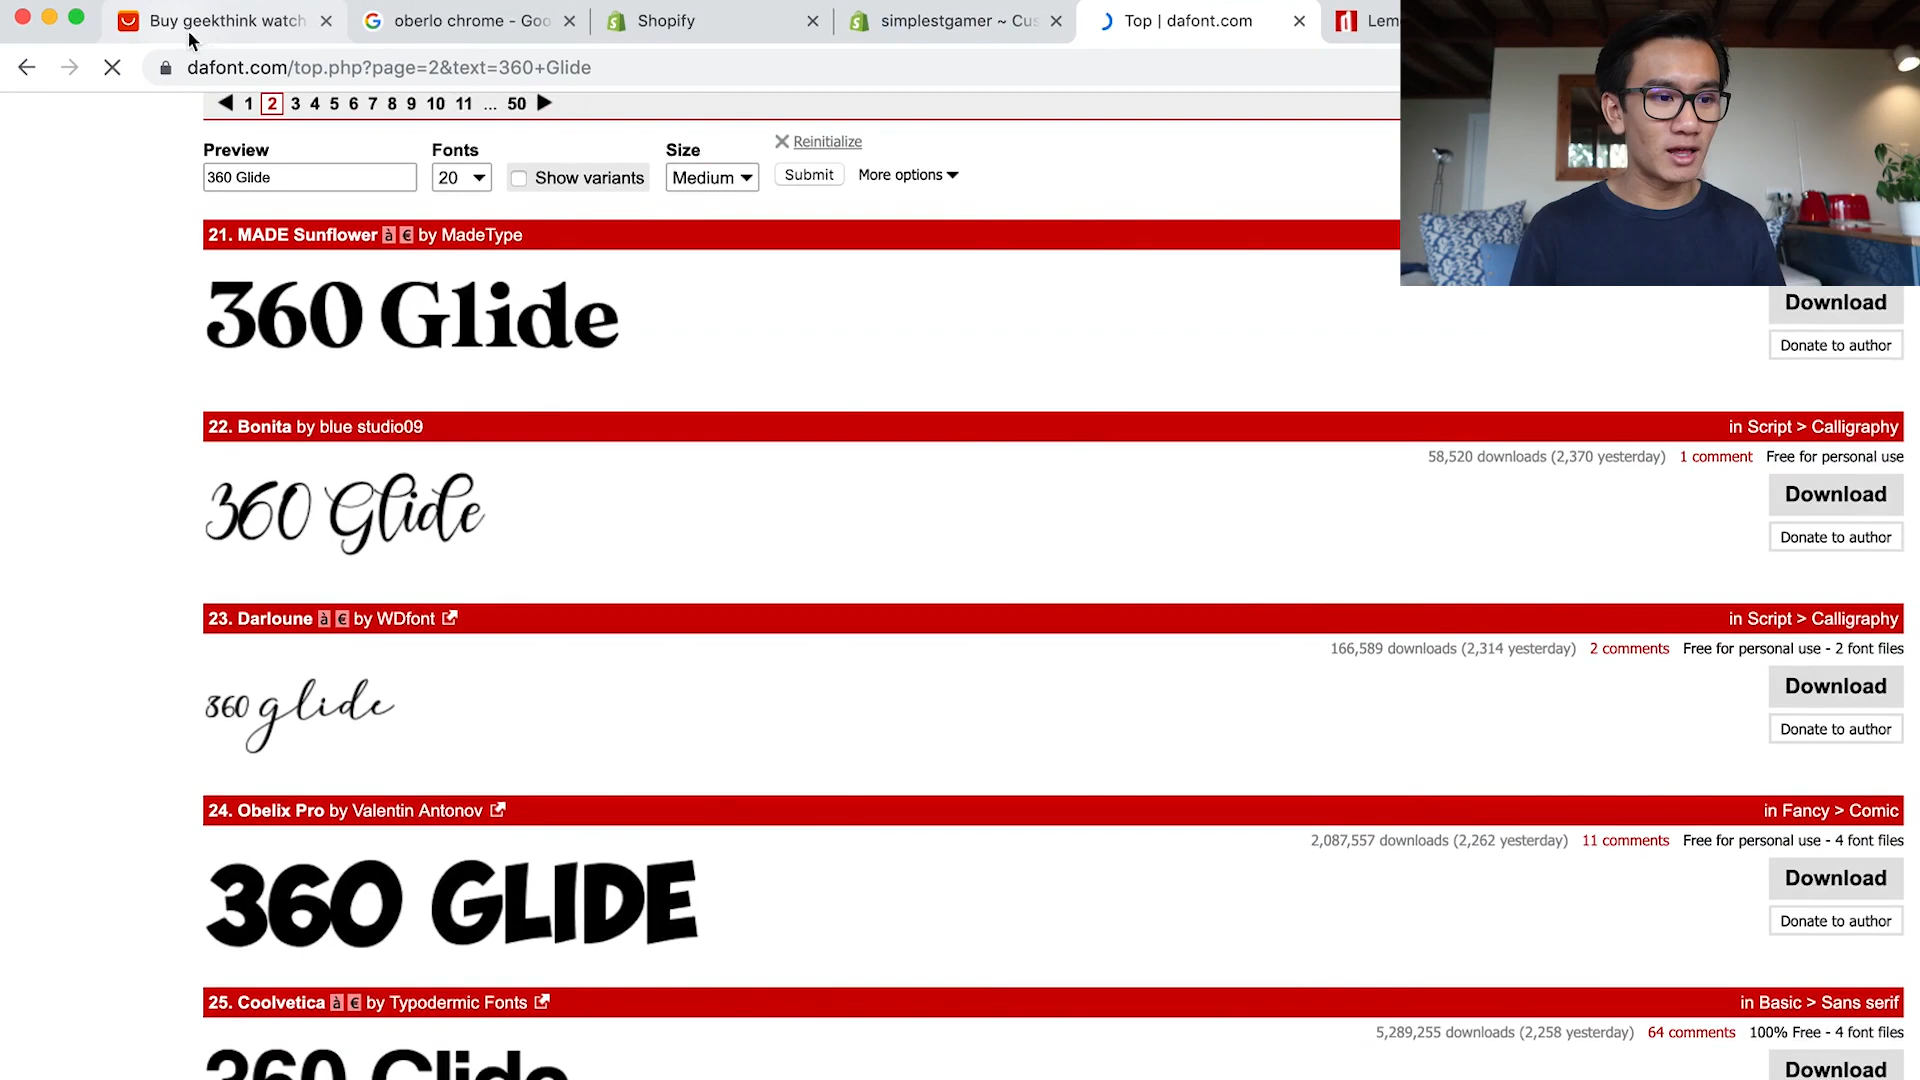 Buy geekthink watch
oberlo chrome - Goo
Shopify
simplestgamer ~ Cus
Top | dafont.com
Lem
dafont.com/top.php?page=2&text=360+Glide
1 2 3 4 5 6 7 8 9 10 11 ... 50
Preview
Fonts
Size
Reinitialize
360 Glide
20
Show variants
Medium
Submit
More options
21. MADE Sunflower à € by MadeType
360 Glide
Download
Donate to author
22. Bonita by blue studio09
in Script > Calligraphy
58,520 downloads (2,370 yesterday) 1 comment Free for personal use
360 Glide
Download
Donate to author
23. Darloune à € by WDfont
in Script > Calligraphy
166,589 downloads (2,314 yesterday) 2 comments Free for personal use - 2 font files
360 glide
Download
Donate to author
24. Obelix Pro by Valentin Antonov
in Fancy > Comic
2,087,557 downloads (2,262 yesterday) 11 comments Free for personal use - 4 font files
360 GLIDE
Download
Donate to author
25. Coolvetica à € by Typodermic Fonts
in Basic > Sans serif
5,289,255 downloads (2,258 yesterday) 64 comments 100% Free - 4 font files
360 Glide
Download